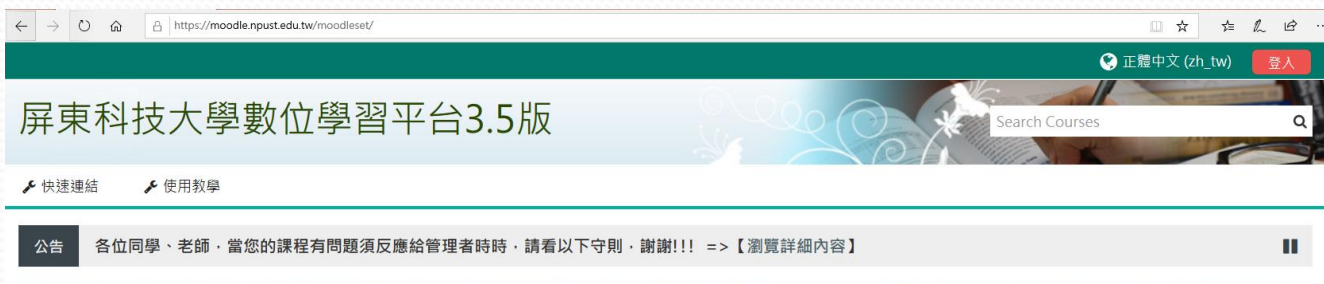 https://moodle.npust.edu.tw/moodleset/
正體中文 (zh_tw) 登入
屏東科技大學數位學習平台3.5版
Search Courses
快速連結 使用教學
公告 各位同學、老師，當您的課程有問題須反應給管理者時時，請看以下守則，謝謝!!! =>【瀏覽詳細內容】